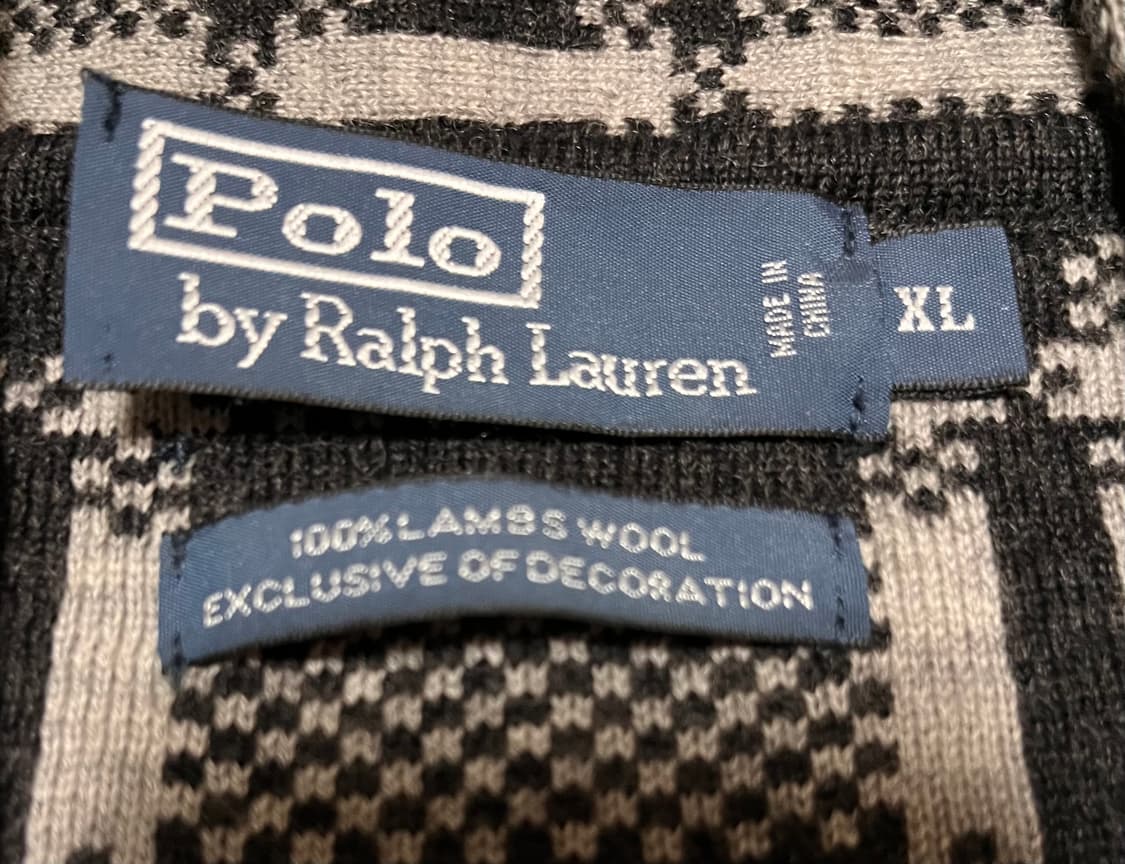 Polo
by Ralph Lauren
MADE IN
CHINA
XL
100% LAMBS WOOL
EXCLUSIVE OF DECORATION